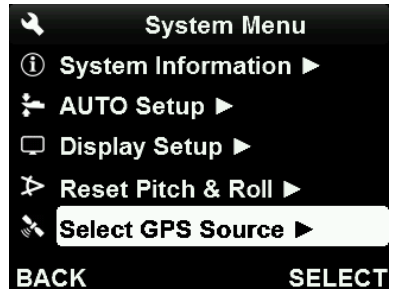 System Menu
System Information ▶
AUTO Setup ▶
Display Setup ▶
Reset Pitch & Roll ▶
Select GPS Source ▶
BACK SELECT